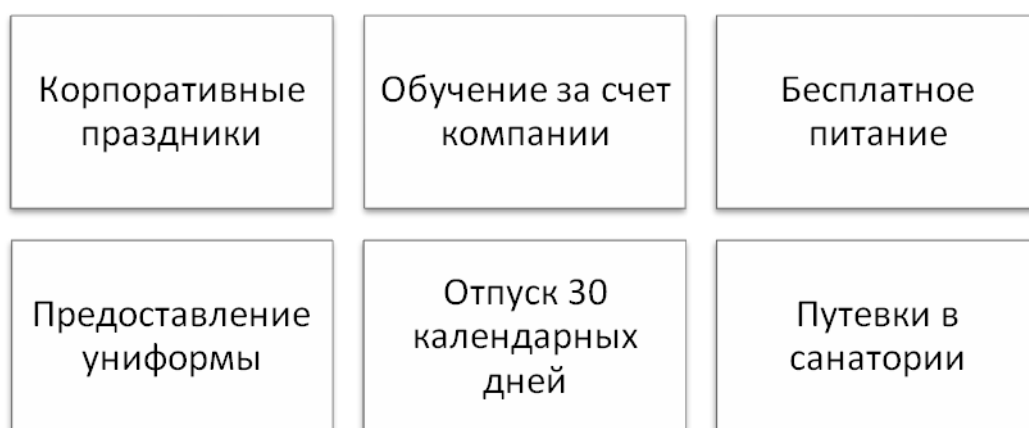 Корпоративные
праздники
Обучение за счет
компании
Бесплатное
питание
Предоставление
униформы
Отпуск 30
календарных
дней
Путевки в
санатории